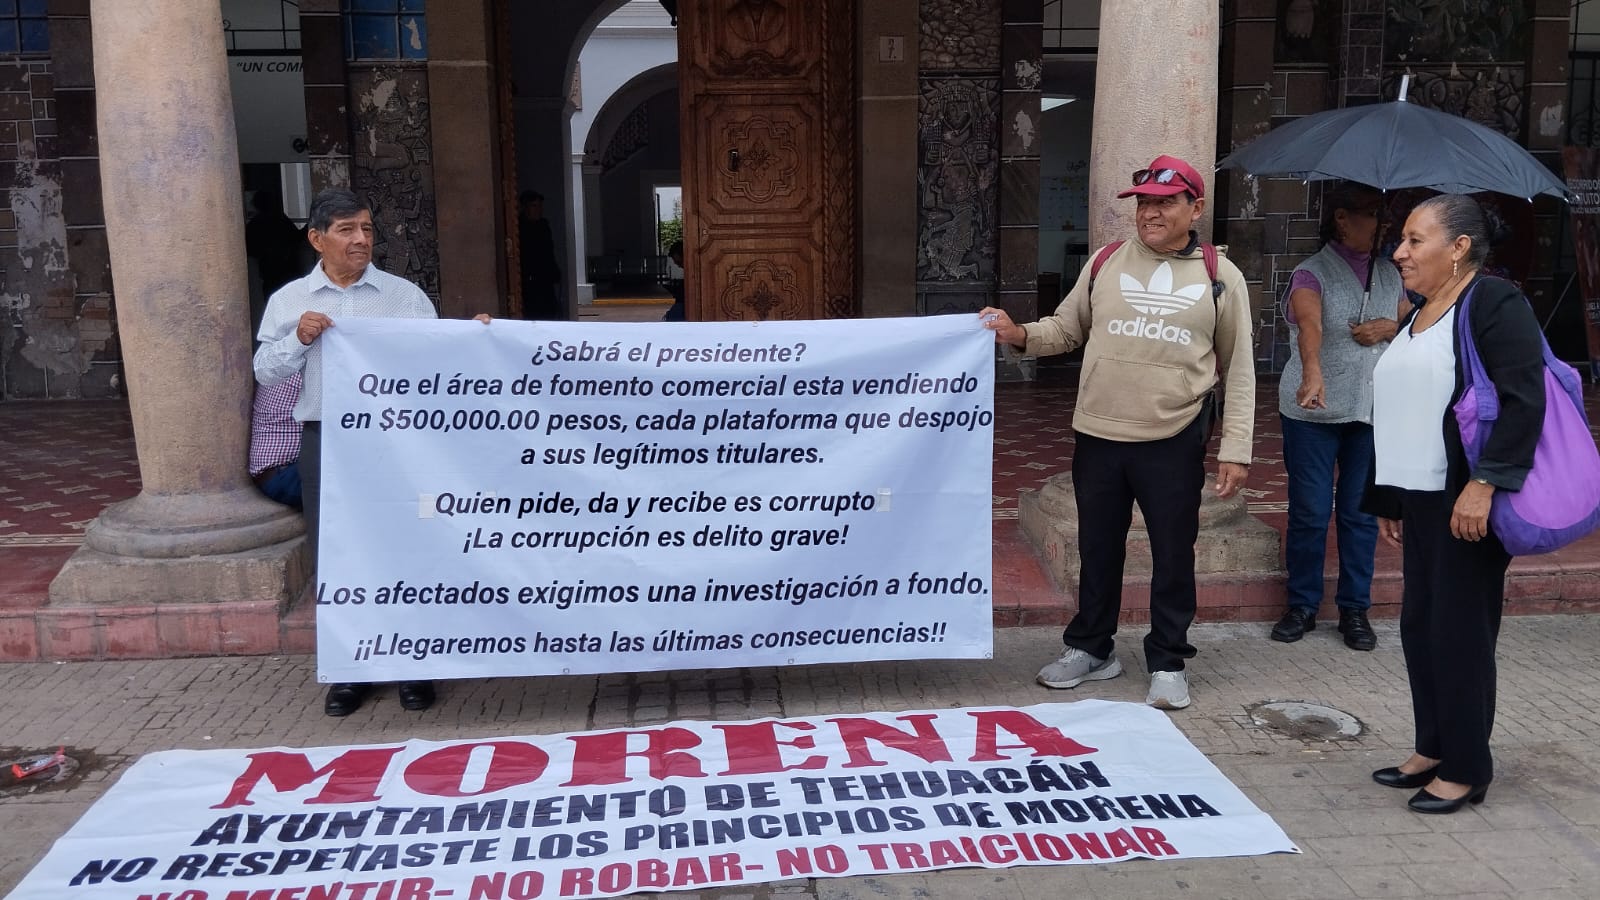 "UN COM
¿Sabrá el presidente?
Que el área de fomento comercial esta vendiendo
en $500,000.00 pesos, cada plataforma que despojo
a sus legítimos titulares.
Quien pide, da y recibe es corrupto
¡La corrupción es delito grave!
Los afectados exigimos una investigación a fondo.
¡¡Llegaremos hasta las últimas consecuencias!!
adidas
MORENA
AYUNTAMIENTO DE TEHUACÁN
NO RESPETASTE LOS PRINCIPIOS DE MORENA
NO MENTIR- NO ROBAR- NO TRAICIONAR